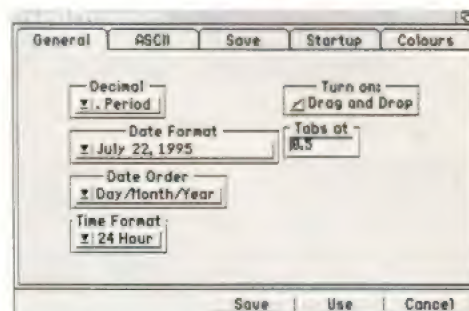 General ASCII Save Startup Colours
Decimal
. Period
Turn on:
Drag and Drop
Date Format
July 22, 1995
Tabs at
0.5
Date Order
Day/Month/Year
Time Format
24 Hour
Save Use Cancel